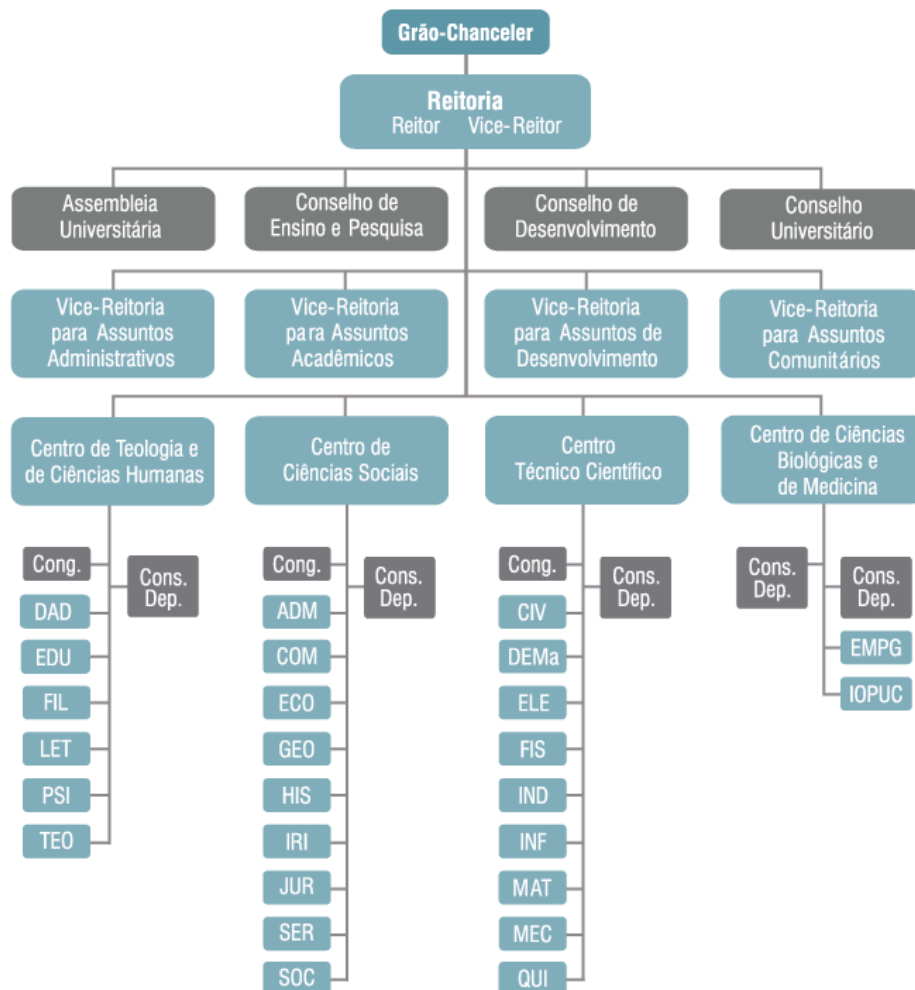 Grão-Chanceler
Reitoria
Reitor Vice-Reitor
Assembleia
Universitária
Conselho de
Ensino e Pesquisa
Conselho de
Desenvolvimento
Conselho
Universitário
Vice-Reitoria
para Assuntos
Administrativos
Vice-Reitoria
para Assuntos
Acadêmicos
Vice-Reitoria
para Assuntos de
Desenvolvimento
Vice-Reitoria
para Assuntos
Comunitários
Centro de Teologia e
de Ciências Humanas
Centro de
Ciências Sociais
Centro
Técnico Científico
Centro de Ciências
Biológicas e
de Medicina
Cong.
Cons.
Dep.
DAD
EDU
FIL
LET
PSI
TEO
Cong.
Cons.
Dep.
ADM
COM
ECO
GEO
HIS
IRI
JUR
SER
SOC
Cong.
Cons.
Dep.
CIV
DEMa
ELE
FIS
IND
INF
MAT
MEC
QUI
Cons.
Dep.
Cons.
Dep.
EMPG
IOPUC